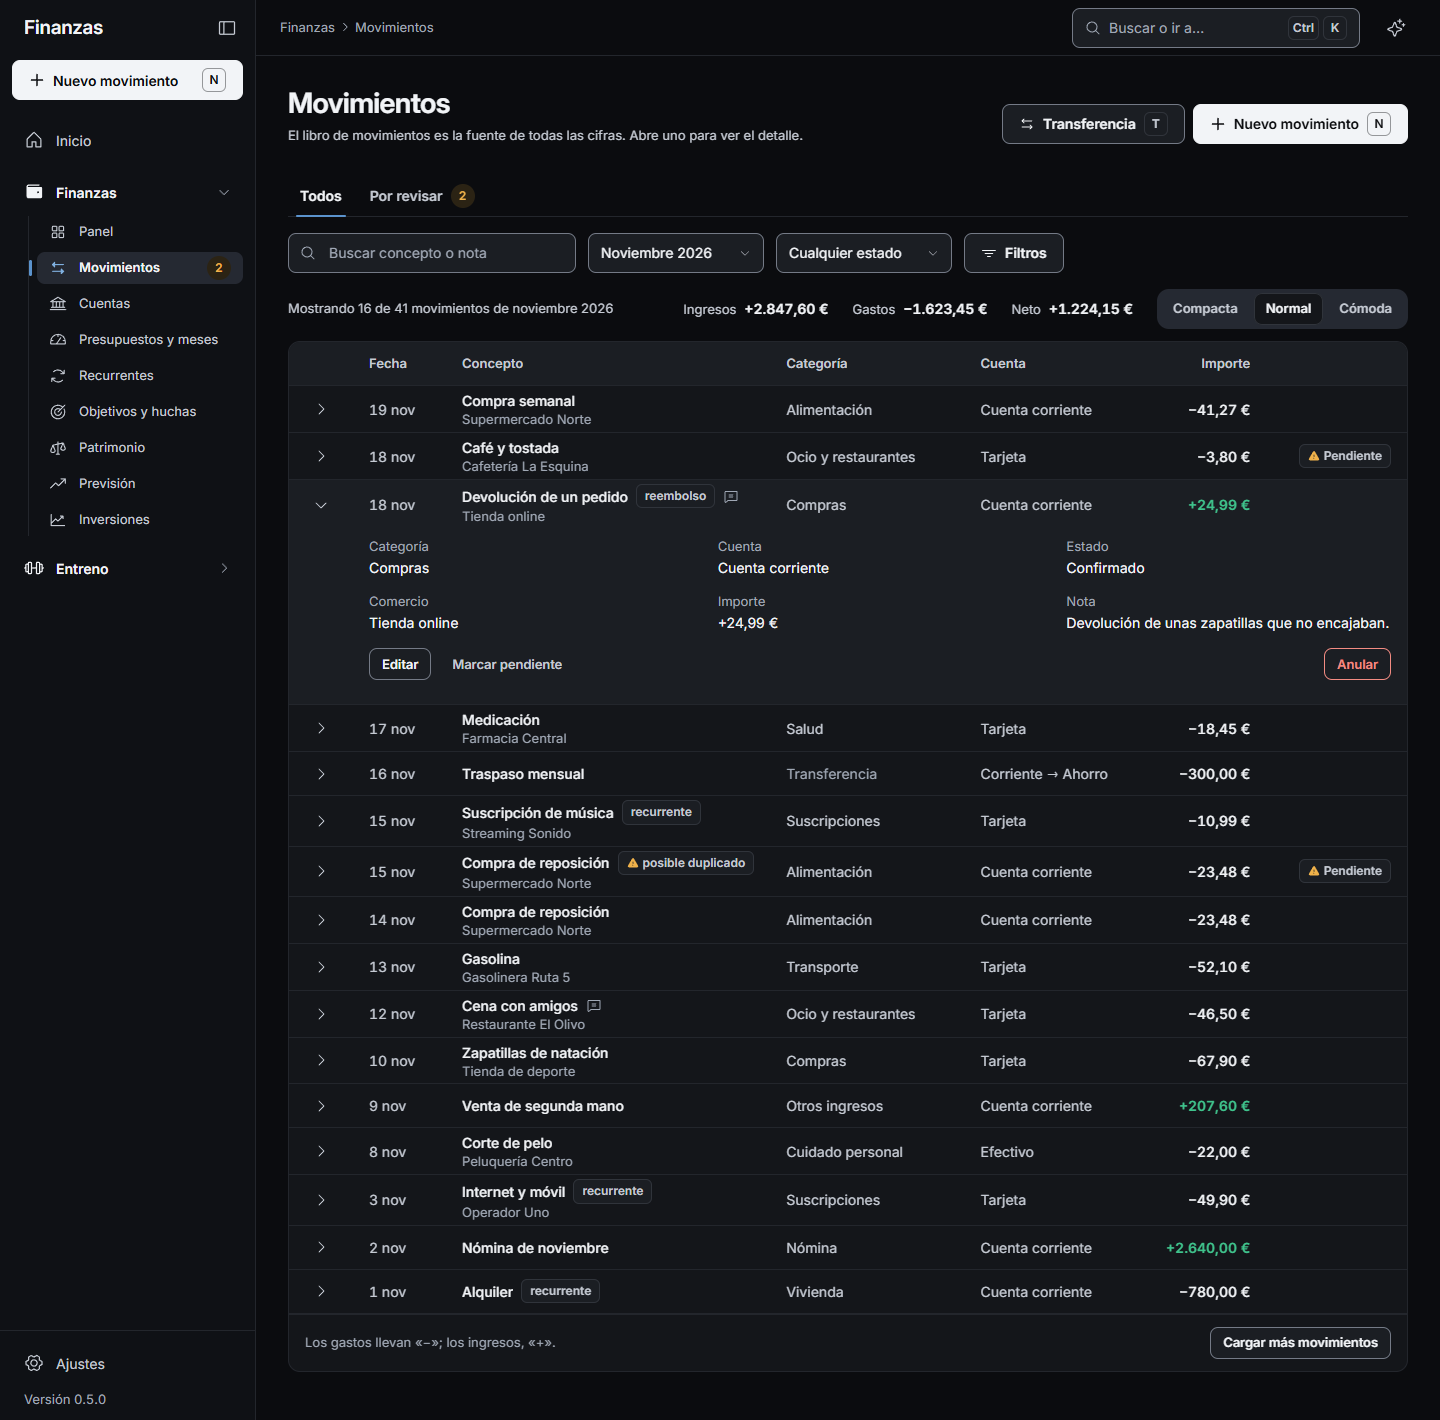 Finanzas
Nuevo movimiento N
Inicio
Finanzas
Panel
Movimientos 2
Cuentas
Presupuestos y meses
Recurrentes
Objetivos y huchas
Patrimonio
Previsión
Inversiones
Entreno
Ajustes
Versión 0.5.0
Finanzas > Movimientos
Buscar o ir a... Ctrl K
Movimientos
El libro de movimientos es la fuente de todas las cifras. Abre uno para ver el detalle.
Transferencia T
Nuevo movimiento N
Todos Por revisar 2
Buscar concepto o nota Noviembre 2026 Cualquier estado Filtros
Mostrando 16 de 41 movimientos de noviembre 2026 Ingresos +2.847,60 € Gastos −1.623,45 € Neto +1.224,15 € Compacta Normal Cómoda
Fecha Concepto Categoría Cuenta Importe
19 nov Compra semanal Alimentación Cuenta corriente −41,27 €
Supermercado Norte
18 nov Café y tostada Ocio y restaurantes Tarjeta −3,80 € Pendiente
Cafetería La Esquina
18 nov Devolución de un pedido reembolso Compras Cuenta corriente +24,99 €
Tienda online
Categoría Cuenta Estado
Compras Cuenta corriente Confirmado
Comercio Importe Nota
Tienda online +24,99 € Devolución de unas zapatillas que no encajaban.
Editar Marcar pendiente Anular
17 nov Medicación Salud Tarjeta −18,45 €
Farmacia Central
16 nov Traspaso mensual Transferencia Corriente → Ahorro −300,00 €
15 nov Suscripción de música recurrente Suscripciones Tarjeta −10,99 €
Streaming Sonido
15 nov Compra de reposición posible duplicado Alimentación Cuenta corriente −23,48 € Pendiente
Supermercado Norte
14 nov Compra de reposición Alimentación Cuenta corriente −23,48 €
Supermercado Norte
13 nov Gasolina Transporte Tarjeta −52,10 €
Gasolinera Ruta 5
12 nov Cena con amigos Ocio y restaurantes Tarjeta −46,50 €
Restaurante El Olivo
10 nov Zapatillas de natación Compras Tarjeta −67,90 €
Tienda de deporte
9 nov Venta de segunda mano Otros ingresos Cuenta corriente +207,60 €
8 nov Corte de pelo Cuidado personal Efectivo −22,00 €
Peluquería Centro
3 nov Internet y móvil recurrente Suscripciones Tarjeta −49,90 €
Operador Uno
2 nov Nómina de noviembre Nómina Cuenta corriente +2.640,00 €
1 nov Alquiler recurrente Vivienda Cuenta corriente −780,00 €
Los gastos llevan «−»; los ingresos, «+». Cargar más movimientos